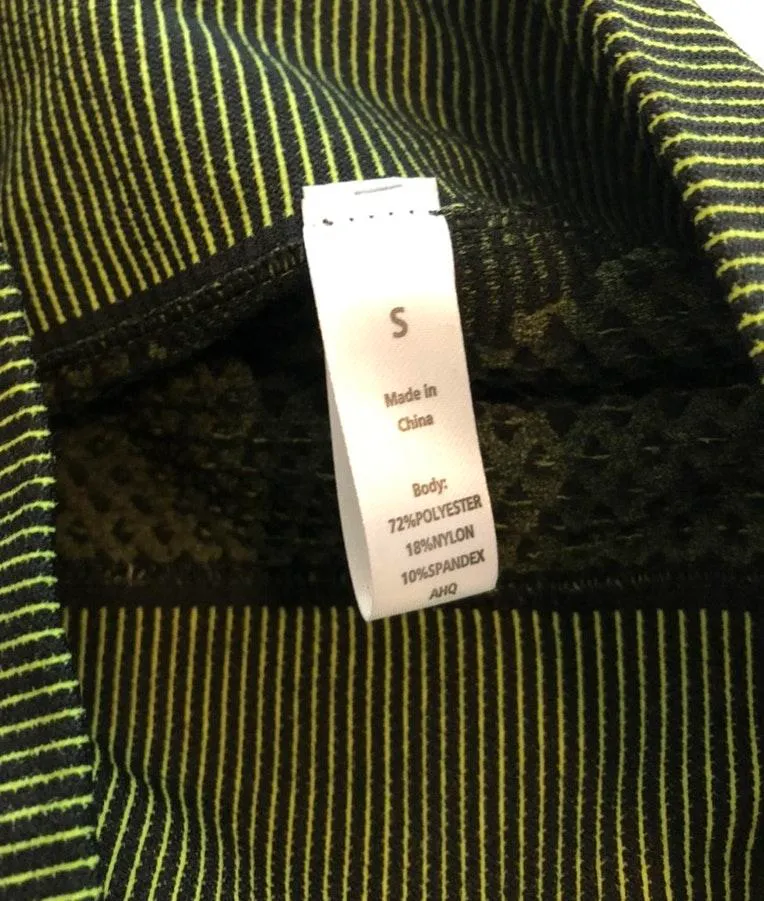 S
Made in
China
Body:
72%POLYESTER
18%NYLON
10%SPANDEX
AHQ